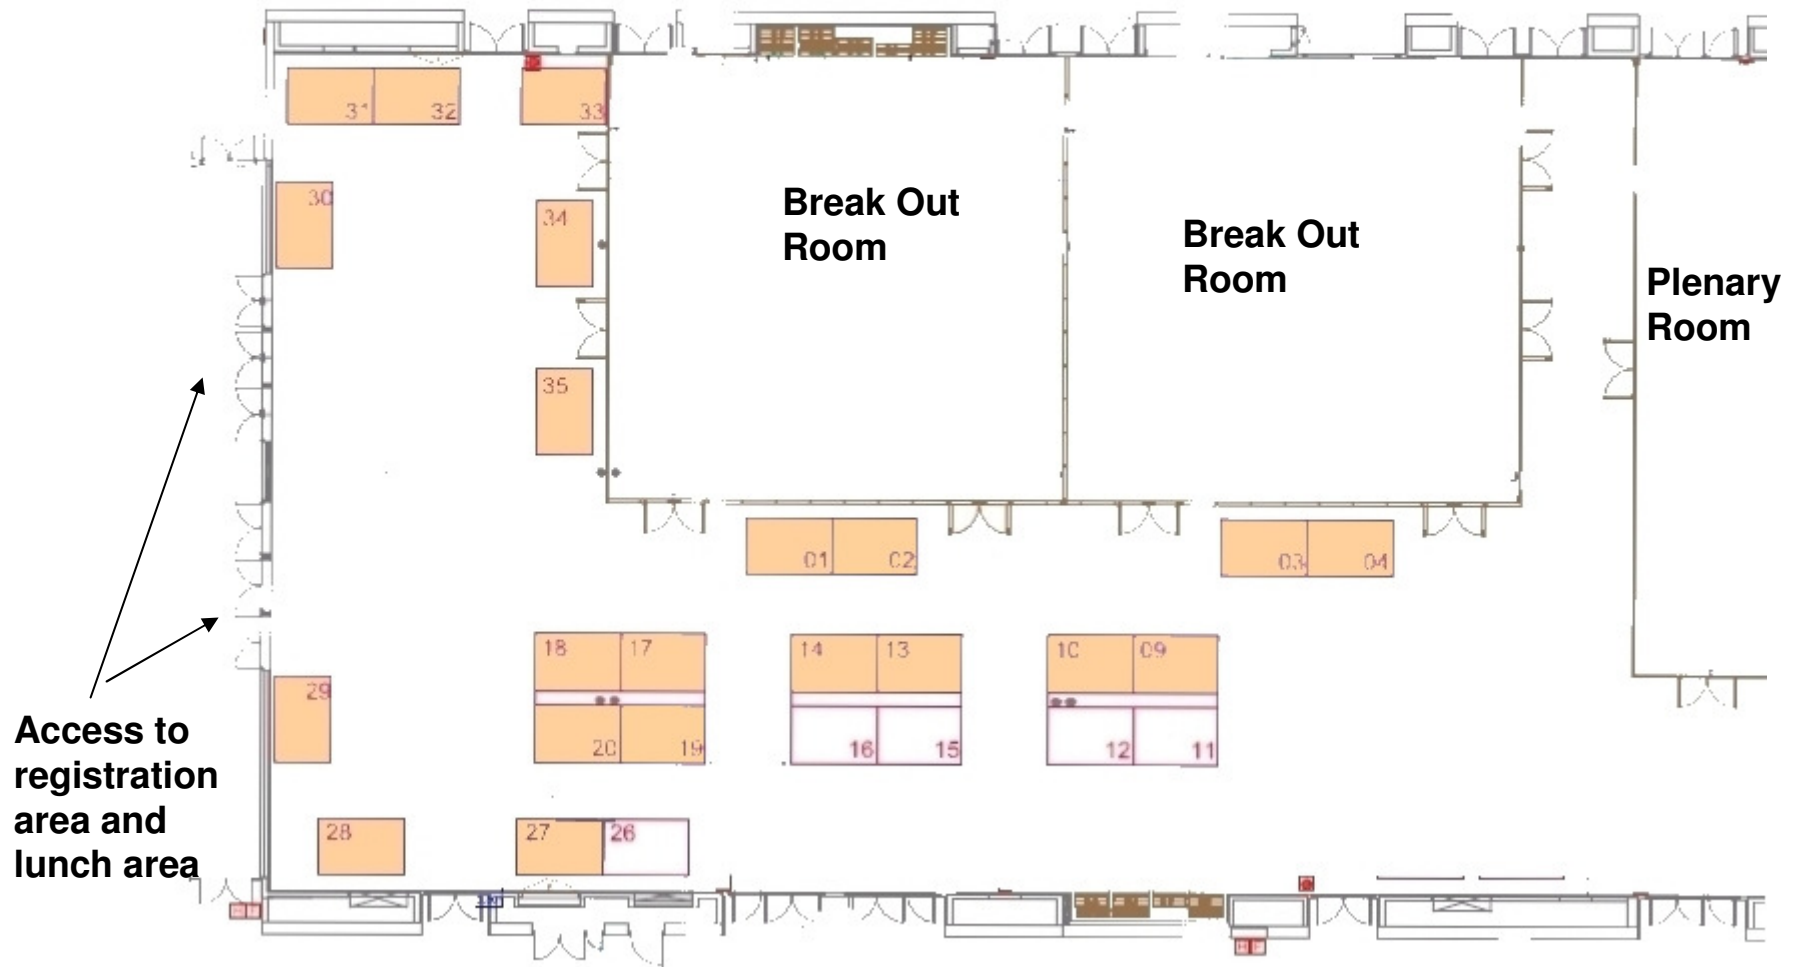 31 32 33
30
34
Break Out
Room
Break Out
Room
Plenary
Room
35
01 02 03 04
18 17 14 13 10 09
20 19 16 15 12 11
29
Access to
registration
area and
lunch area
28 27 26